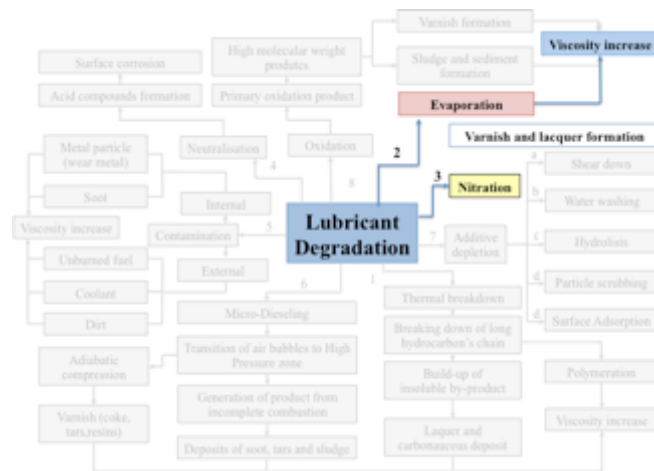 Varnish formation
High molecular weight
produtcs
Viscosity increase
Surface corrosion
Sludge and sediment
formation
Acid compounds formation
Primary oxidation product
Evaporation
Varnish and lacquer formation
Metal particle
(wear metal)
Neutralisation
Oxidation
2
a
Shear down
4
8
3
Nitration
Soot
Internal
b
Water washing
Viscosity increase
Contamination
5
Lubricant
Degradation
7
Additive
depletion
c
Hydrolisis
Unburned fuel
External
1
Coolant
6
Thermal breakdown
d
Particle scrubbing
Dirt
Micro-Dieseling
Breaking down of long
hydrocarbon's chain
d
Surface Adsorption
Adiabatic
compression
Transition of air bubbles to High
Pressure zone
Build-up of
insoluble by-product
Polymeration
Generation of product from
incomplete combustion
Varnish (coke,
tars,resins)
Laquer and
carbonauceus deposit
Viscosity increase
Deposits of soot, tars and sludge